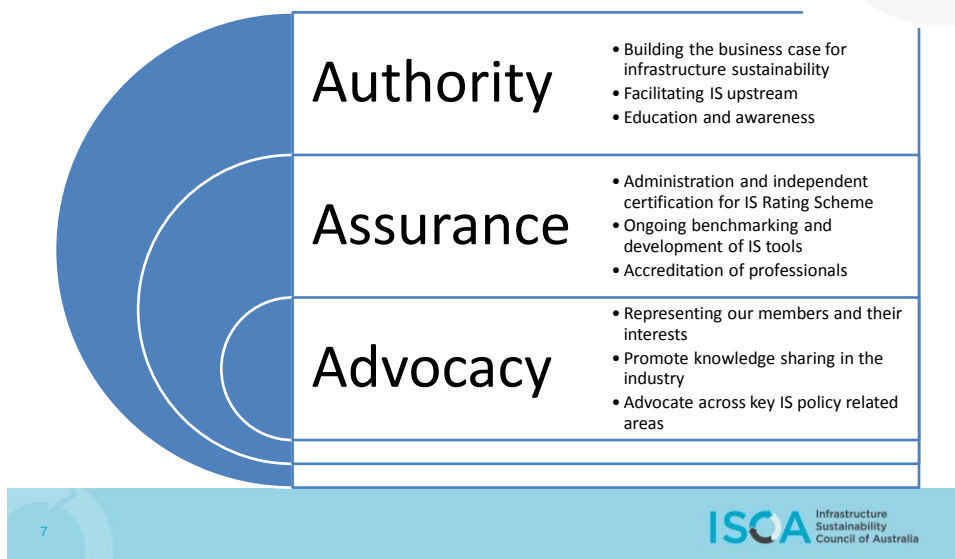 Authority
• Building the business case for
infrastructure sustainability
• Facilitating IS upstream
• Education and awareness
Assurance
• Administration and independent
certification for IS Rating Scheme
• Ongoing benchmarking and
development of IS tools
• Accreditation of professionals
Advocacy
• Representing our members and their
interests
• Promote knowledge sharing in the
industry
• Advocate across key IS policy related
areas
7
ISCA
Infrastructure
Sustainability
Council of Australia